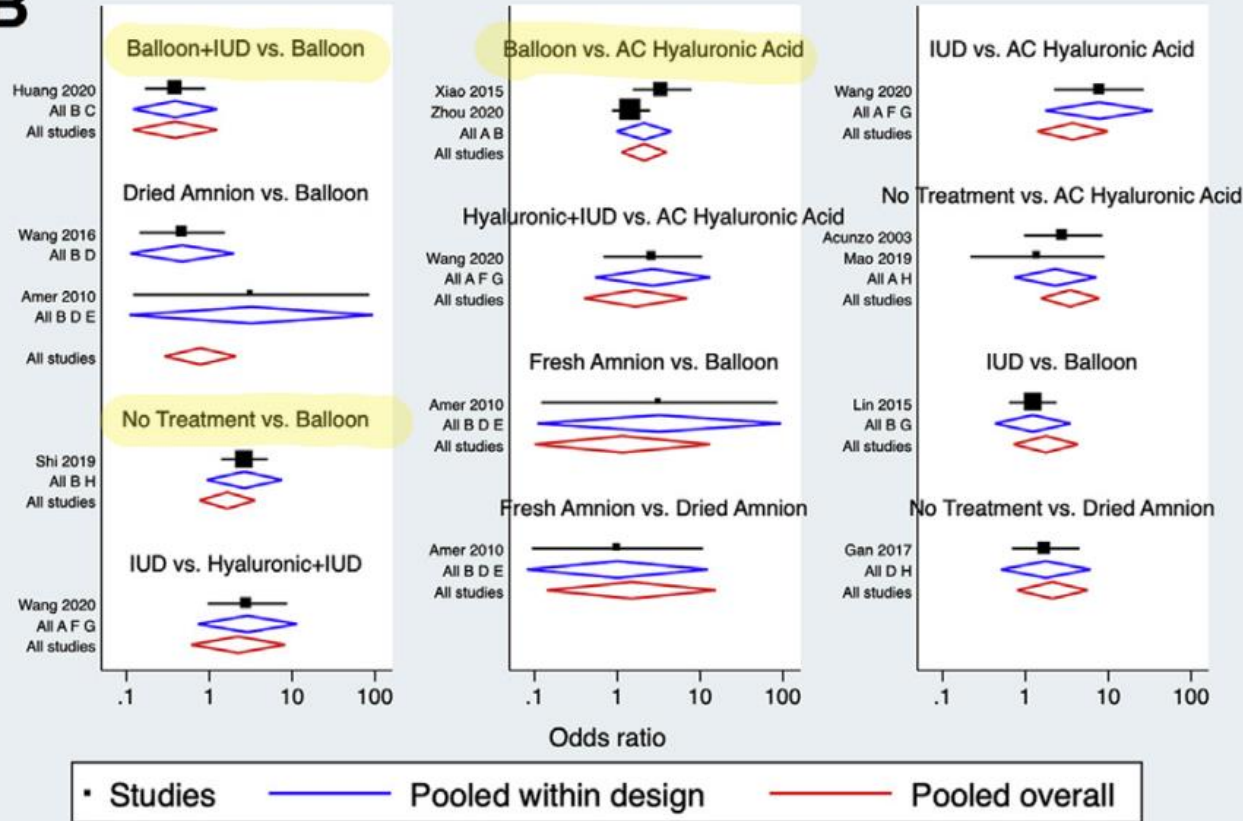 B
Balloon+IUD vs. Balloon
Huang 2020
All B C
All studies
Dried Amnion vs. Balloon
Wang 2016
All B D
Amer 2010
All B D E
All studies
No Treatment vs. Balloon
Shi 2019
All B H
All studies
IUD vs. Hyaluronic+IUD
Wang 2020
All A F G
All studies
.1 1 10 100
Balloon vs. AC Hyaluronic Acid
Xiao 2015
Zhou 2020
All A B
All studies
Hyaluronic+IUD vs. AC Hyaluronic Acid
Wang 2020
All A F G
All studies
Fresh Amnion vs. Balloon
Amer 2010
All B D E
All studies
Fresh Amnion vs. Dried Amnion
Amer 2010
All B D E
All studies
.1 1 10 100
IUD vs. AC Hyaluronic Acid
Wang 2020
All A F G
All studies
No Treatment vs. AC Hyaluronic Acid
Acunzo 2003
Mao 2019
All A H
All studies
IUD vs. Balloon
Lin 2015
All B G
All studies
No Treatment vs. Dried Amnion
Gan 2017
All D H
All studies
.1 1 10 100
Odds ratio
Studies Pooled within design Pooled overall